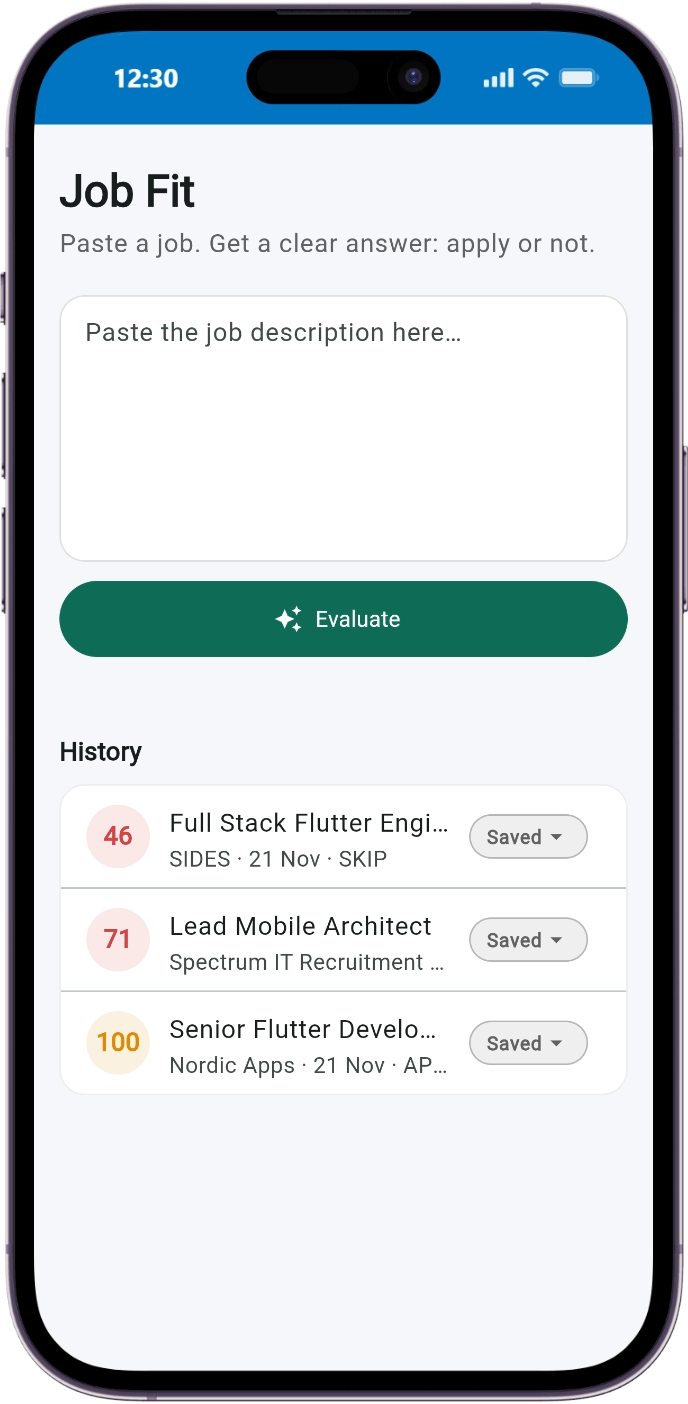 12:30
Job Fit
Paste a job. Get a clear answer: apply or not.
Paste the job description here…
Evaluate
History
46
Full Stack Flutter Engi…
SIDES · 21 Nov · SKIP
Saved
71
Lead Mobile Architect
Spectrum IT Recruitment …
Saved
100
Senior Flutter Develo…
Nordic Apps · 21 Nov · AP…
Saved